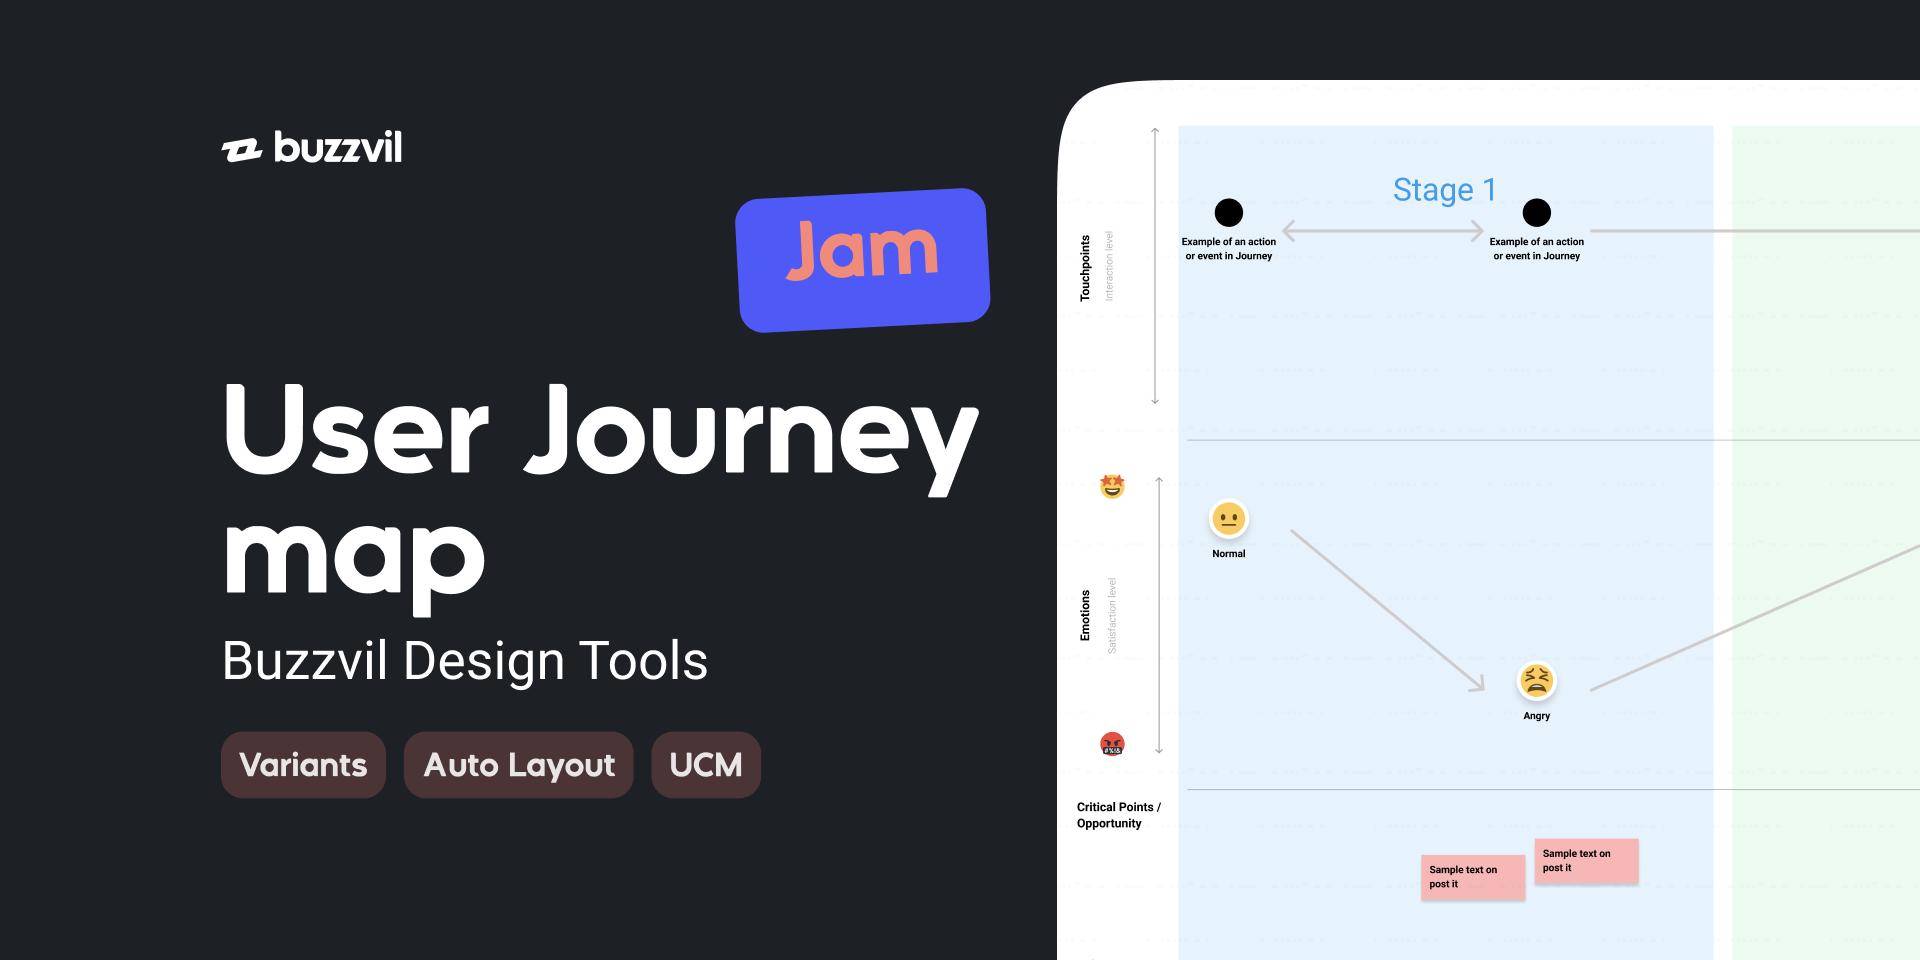 buzzvil
Jam
User Journey
map
Buzzvil Design Tools
Variants
Auto Layout
UCM
Stage 1
Touchpoints
Interaction level
Example of an action
or event in Journey
Example of an action
or event in Journey
Emotions
Satisfaction level
Normal
Angry
Critical Points /
Opportunity
Sample text on
post it
Sample text on
post it